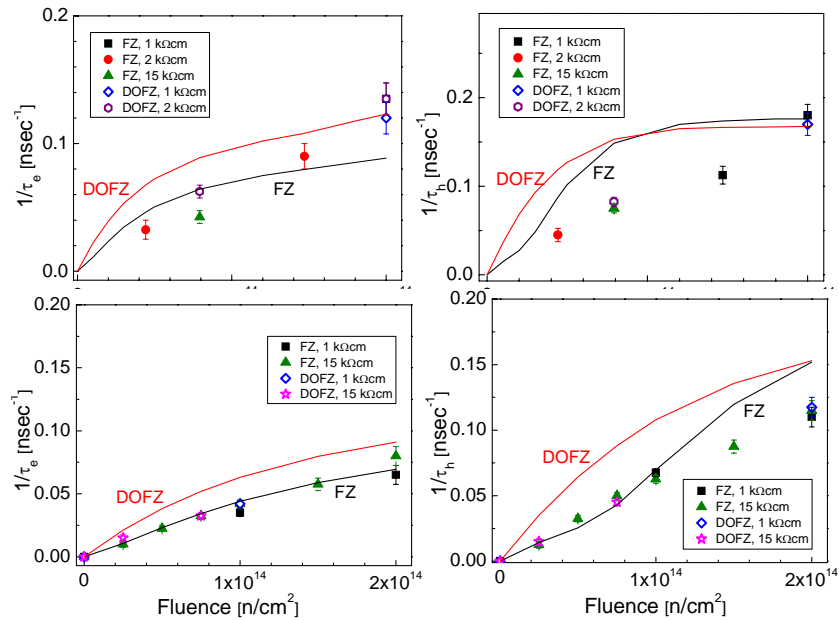 0.2
FZ, 1 kΩcm
FZ, 2 kΩcm
FZ, 15 kΩcm
DOFZ, 1 kΩcm
DOFZ, 2 kΩcm
0.1
0.0
1/τe [nsec-1]
DOFZ
FZ
0.3
FZ, 1 kΩcm
FZ, 2 kΩcm
FZ, 15 kΩcm
DOFZ, 1 kΩcm
DOFZ, 2 kΩcm
0.2
0.1
0.0
1/τh [nsec-1]
DOFZ
FZ
0.20
0.15
0.10
0.05
0.00
1/τe [nsec-1]
FZ, 1 kΩcm
FZ, 15 kΩcm
DOFZ, 1 kΩcm
DOFZ, 15 kΩcm
DOFZ
FZ
0
1x10^14
2x10^14
Fluence [n/cm2]
0.20
0.15
0.10
0.05
0.00
1/τh [nsec-1]
FZ
DOFZ
FZ, 1 kΩcm
FZ, 15 kΩcm
DOFZ, 1 kΩcm
DOFZ, 15 kΩcm
0
1x10^14
2x10^14
Fluence [n/cm2]